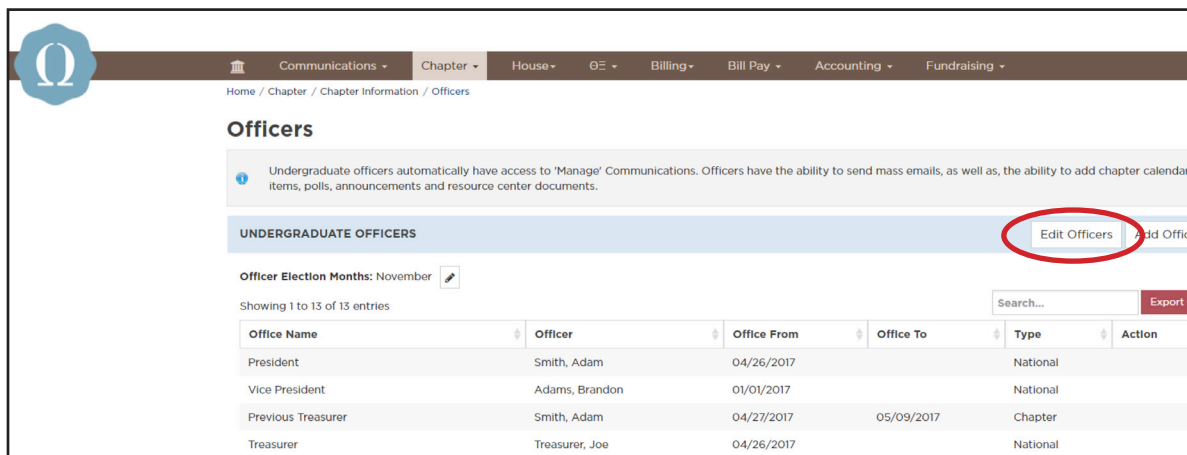 Ω
Communications Chapter House ΘΞ Billing Bill Pay Accounting Fundraising
Home / Chapter / Chapter Information / Officers
Officers
Undergraduate officers automatically have access to 'Manage' Communications. Officers have the ability to send mass emails, as well as, the ability to add chapter calendar
items, polls, announcements and resource center documents.
UNDERGRADUATE OFFICERS Edit Officers Add Offic
Officer Election Months: November
Showing 1 to 13 of 13 entries Search... Export
Office Name Officer Office From Office To Type Action
President Smith, Adam 04/26/2017 National
Vice President Adams, Brandon 01/01/2017 National
Previous Treasurer Smith, Adam 04/27/2017 05/09/2017 Chapter
Treasurer Treasurer, Joe 04/26/2017 National